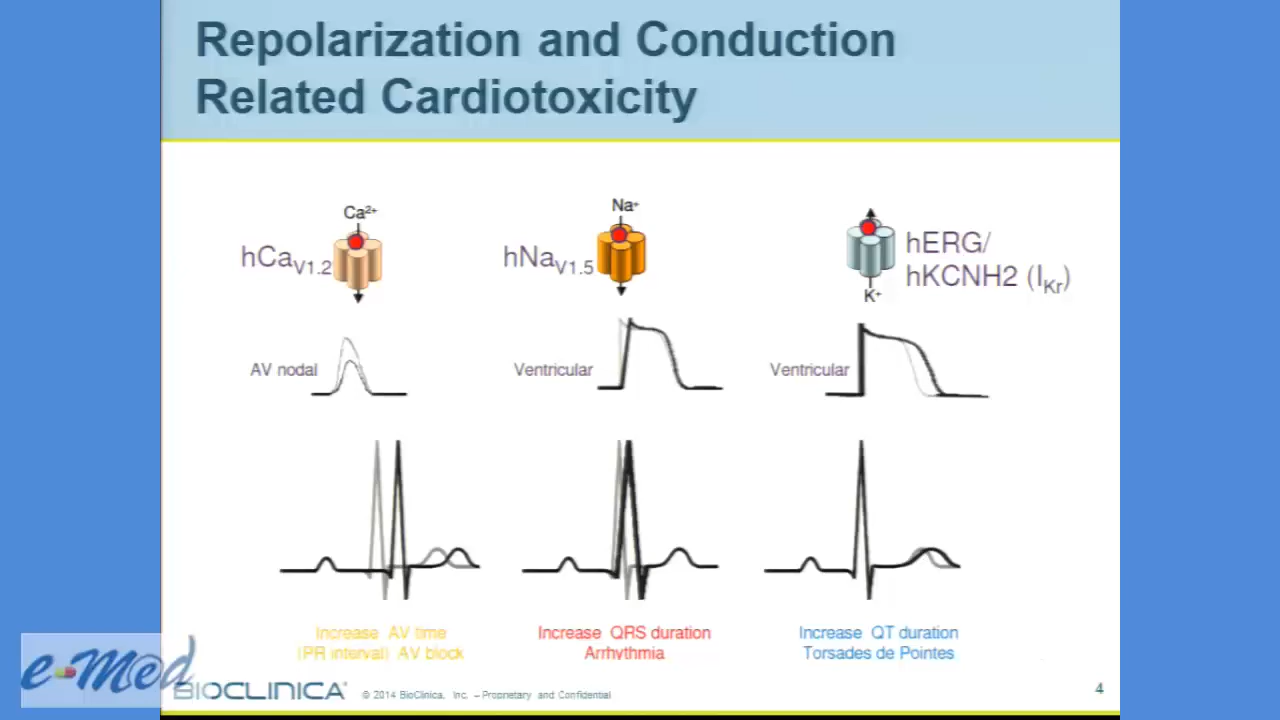 Repolarization and Conduction
Related Cardiotoxicity
Ca2+
hCaV1.2
Na+
hNaV1.5
hERG/
hKCNH2 (IKr)
K+
AV nodal
Ventricular
Ventricular
Increase AV time
(PR interval) AV block
Increase QRS duration
Arrhythmia
Increase QT duration
Torsades de Pointes
e-Med
BIOCLINICA
© 2014 BioClinica, Inc. – Proprietary and Confidential
4